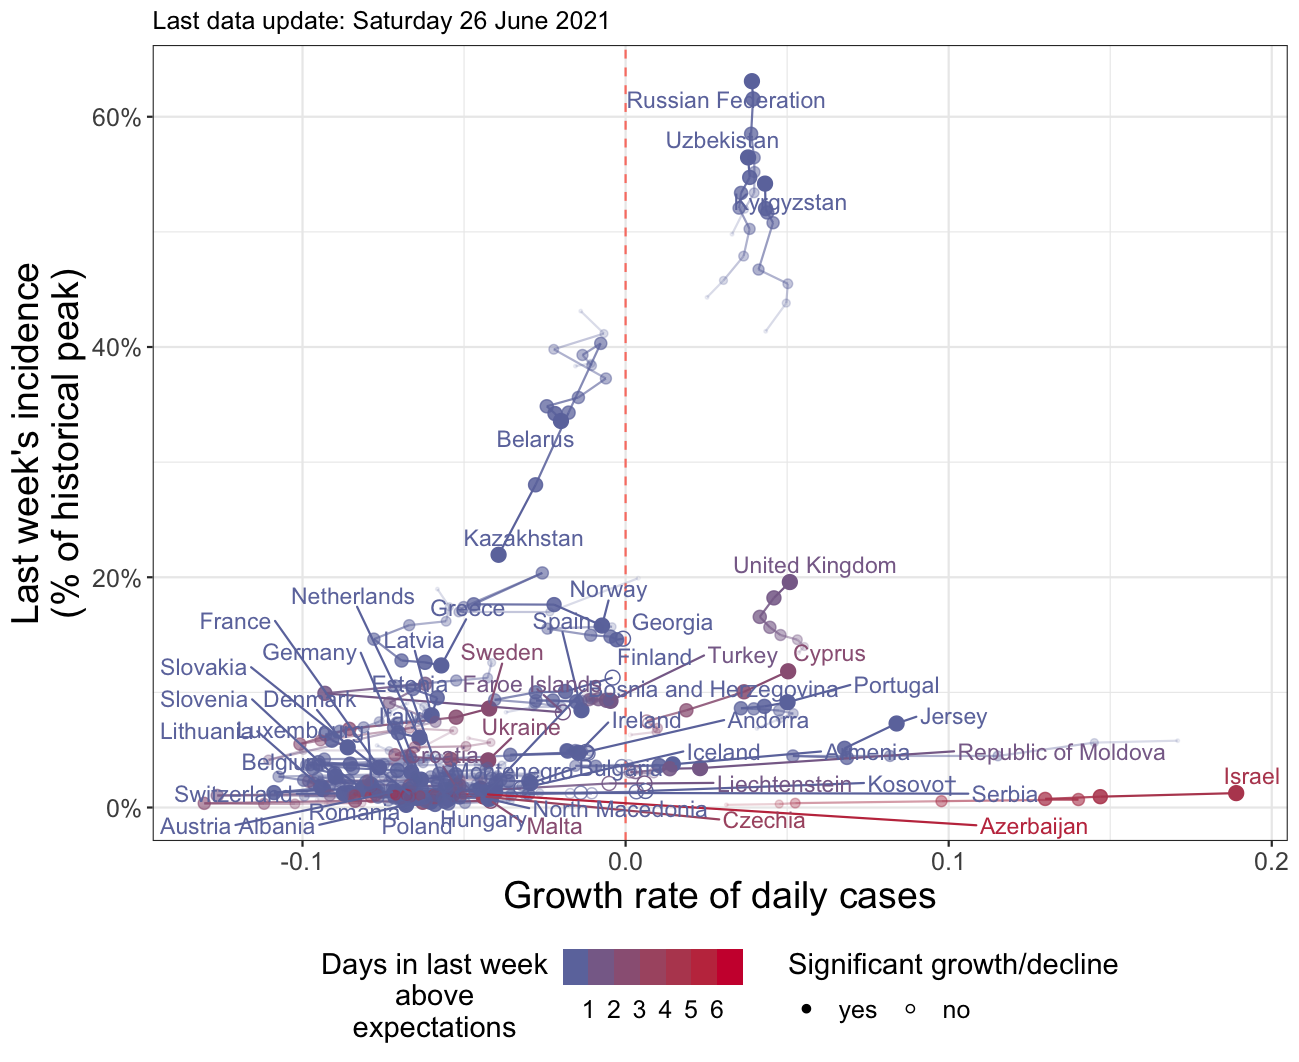 Last data update: Saturday 26 June 2021
Last week's incidence
(% of historical peak)
60%
40%
20%
0%
Russian Federation
Uzbekistan
Kyrgyzstan
Belarus
Kazakhstan
United Kingdom
Netherlands
Norway
France
Greece
Spain
Georgia
Germany
Latvia
Sweden
Finland
Turkey
Cyprus
Slovakia
Estonia
Faroe Islands
Bosnia and Herzegovina
Portugal
Slovenia
Denmark
Italy
Ireland
Andorra
Jersey
Lithuania
Luxembourg
Ukraine
Belgium
Croatia
Montenegro
Bulgaria
Iceland
Armenia
Republic of Moldova
Israel
Switzerland
Liechtenstein
Kosovo†
Serbia
Romania
North Macedonia
Austria
Albania
Poland
Hungary
Malta
Czechia
Azerbaijan
-0.1
0.0
0.1
0.2
Growth rate of daily cases
Days in last week
above
expectations
1 2 3 4 5 6
Significant growth/decline
yes
no